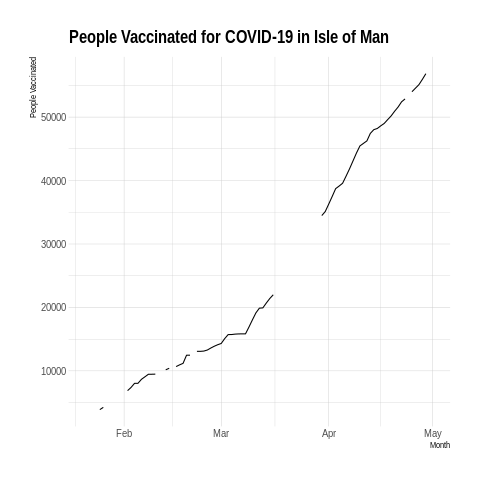 People Vaccinated for COVID-19 in Isle of Man
People Vaccinated
50000
40000
30000
20000
10000
Feb Mar Apr May
Month